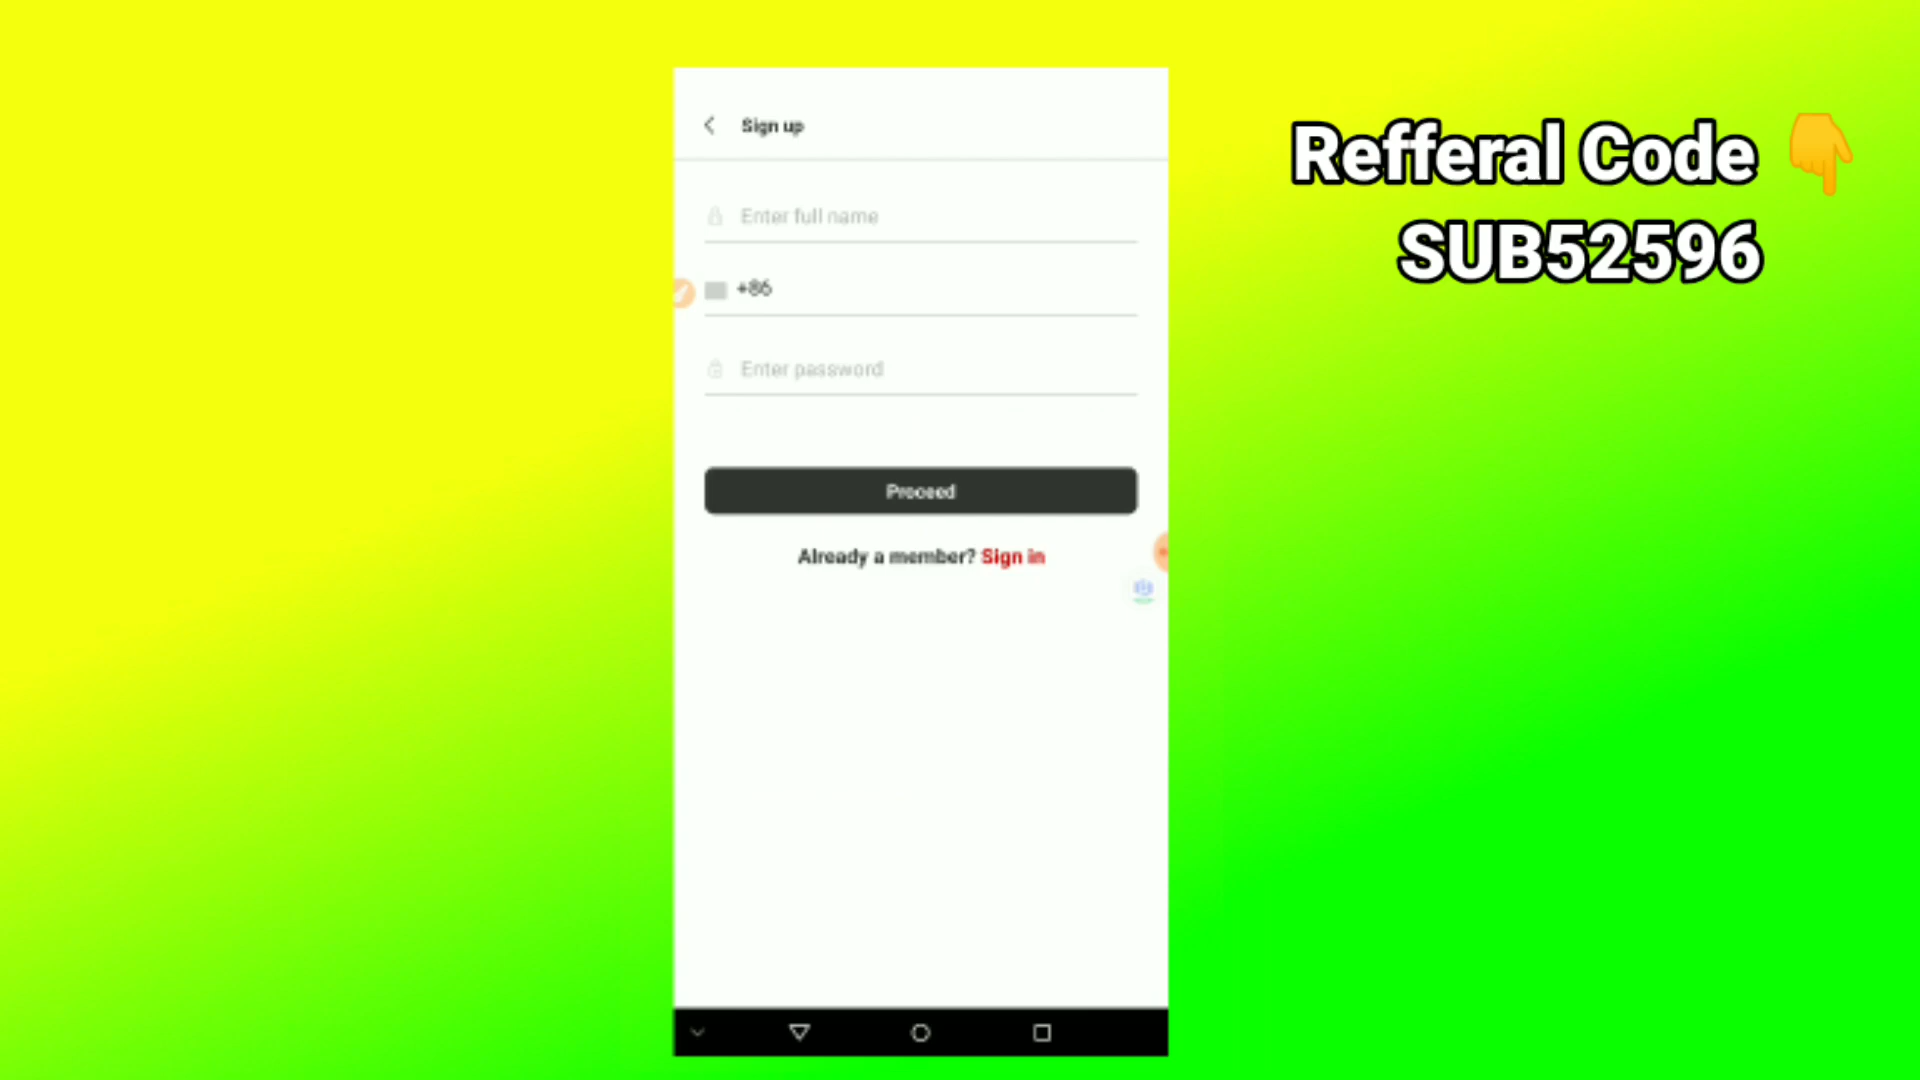 Sign up
Enter full name
+86
Enter password
Proceed
Already a member? Sign in
Refferal Code 👇
SUB52596